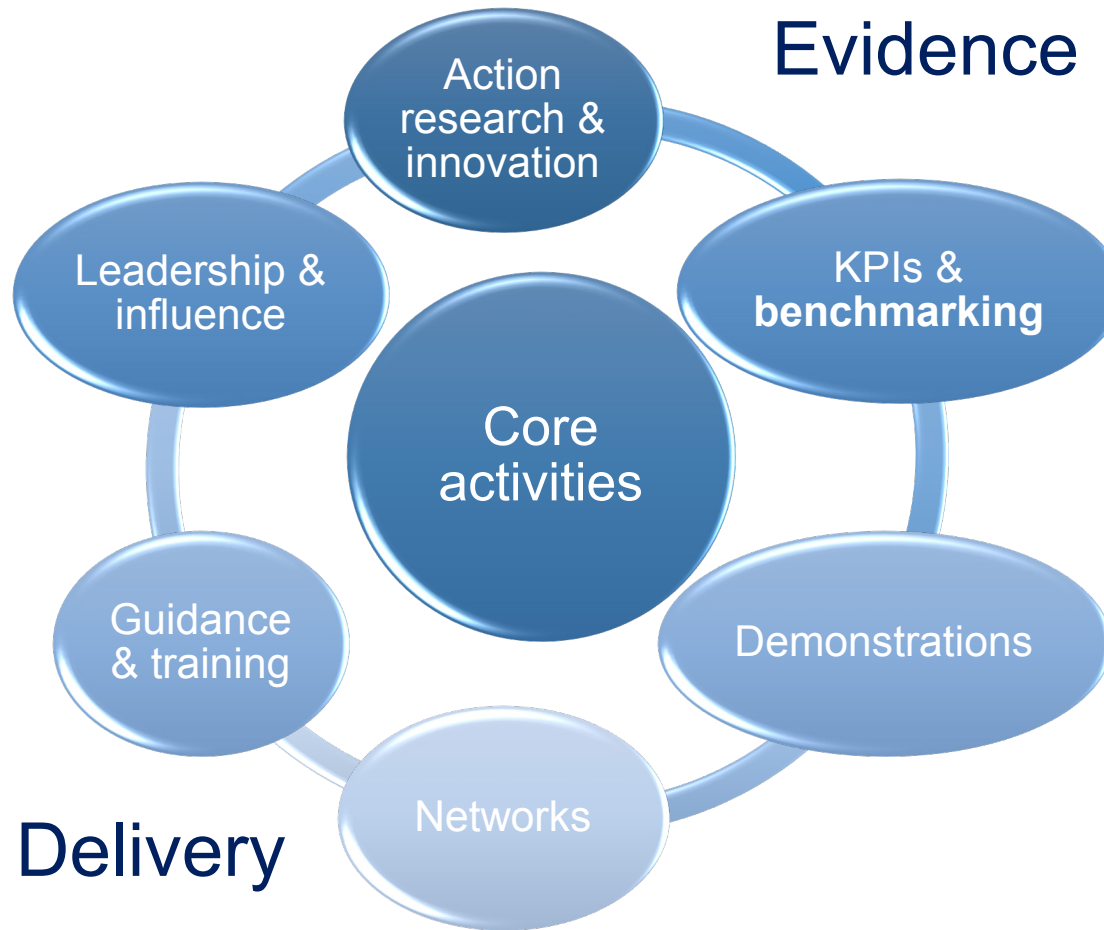 Evidence
Action
research &
innovation
KPIs &
benchmarking
Leadership &
influence
Core
activities
Demonstrations
Guidance
& training
Networks
Delivery